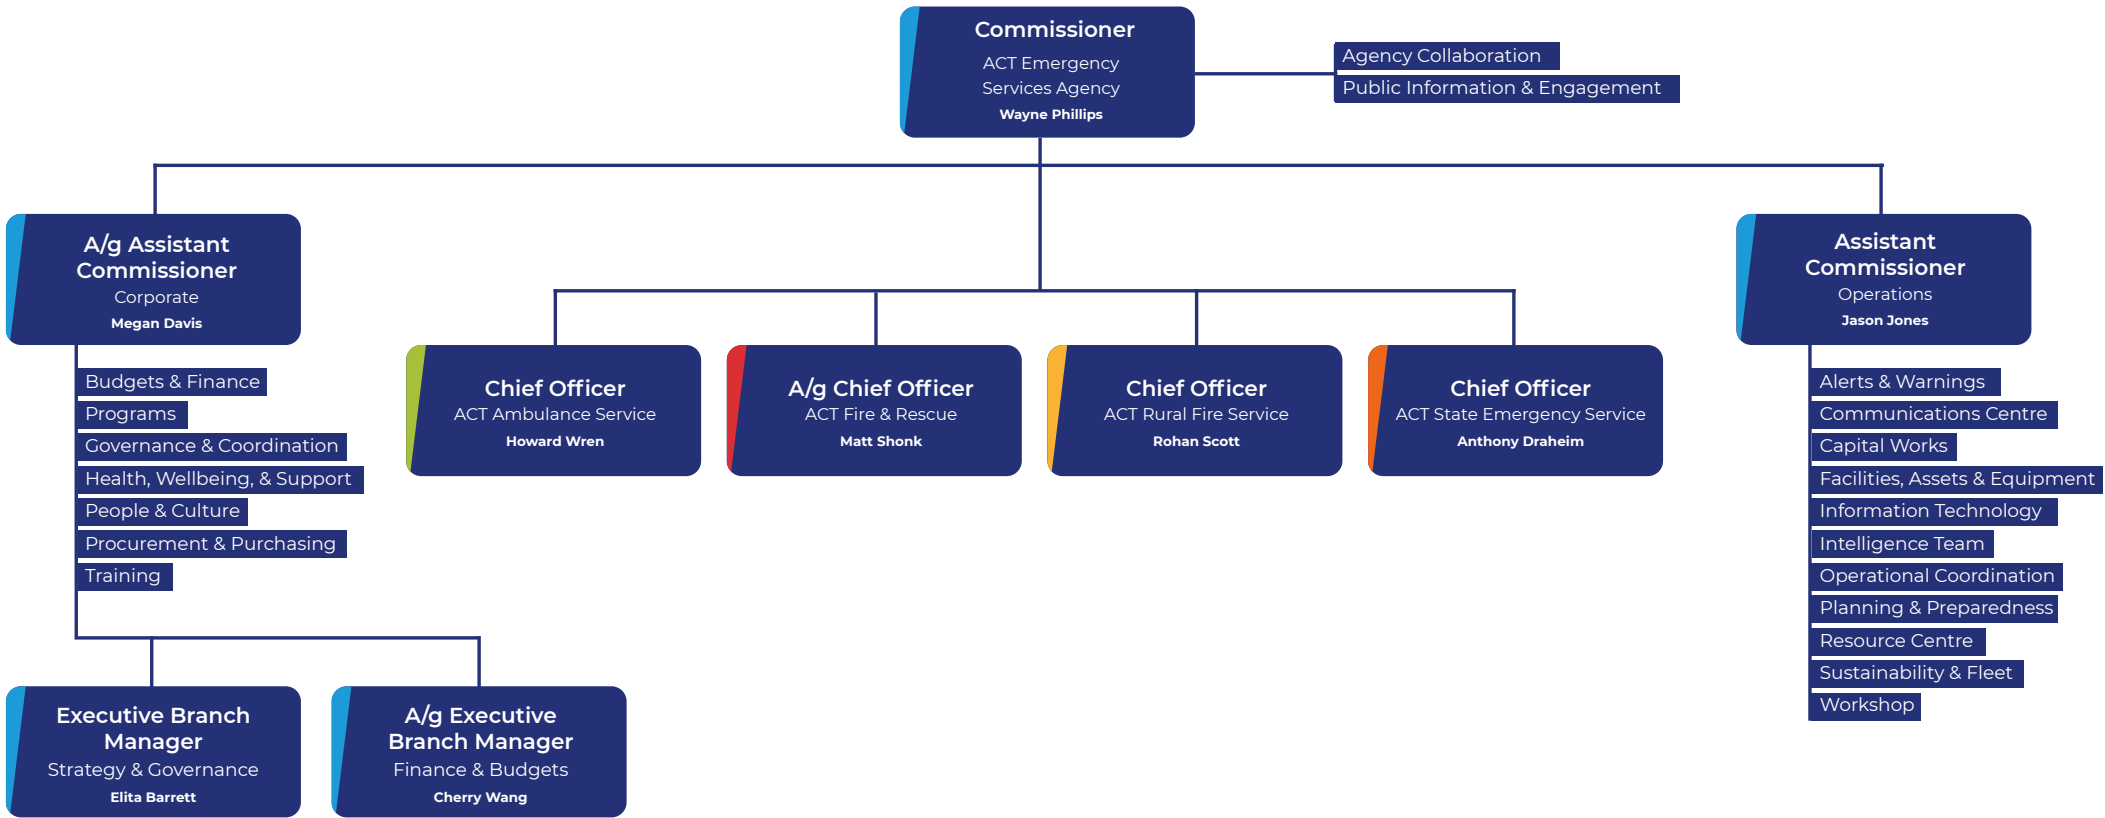 Commissioner
ACT Emergency
Services Agency
Wayne Phillips
Agency Collaboration
Public Information & Engagement
A/g Assistant
Commissioner
Corporate
Megan Davis
Budgets & Finance
Programs
Governance & Coordination
Health, Wellbeing, & Support
People & Culture
Procurement & Purchasing
Training
Executive Branch
Manager
Strategy & Governance
Elita Barrett
A/g Executive
Branch Manager
Finance & Budgets
Cherry Wang
Chief Officer
ACT Ambulance Service
Howard Wren
A/g Chief Officer
ACT Fire & Rescue
Matt Shonk
Chief Officer
ACT Rural Fire Service
Rohan Scott
Chief Officer
ACT State Emergency Service
Anthony Draheim
Assistant
Commissioner
Operations
Jason Jones
Alerts & Warnings
Communications Centre
Capital Works
Facilities, Assets & Equipment
Information Technology
Intelligence Team
Operational Coordination
Planning & Preparedness
Resource Centre
Sustainability & Fleet
Workshop